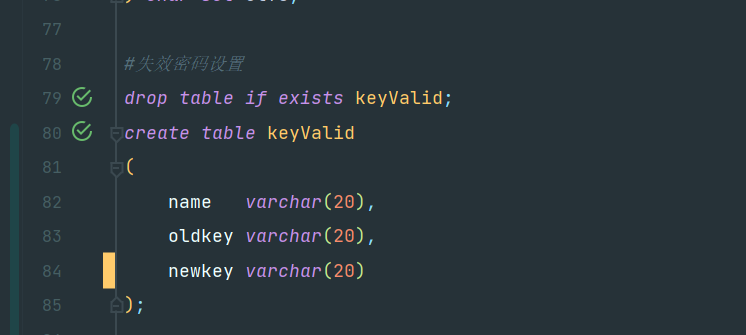 77
78 #失效密码设置
79 drop table if exists keyValid;
80 create table keyValid
81 (
82 name varchar(20),
83 oldkey varchar(20),
84 newkey varchar(20)
85 );